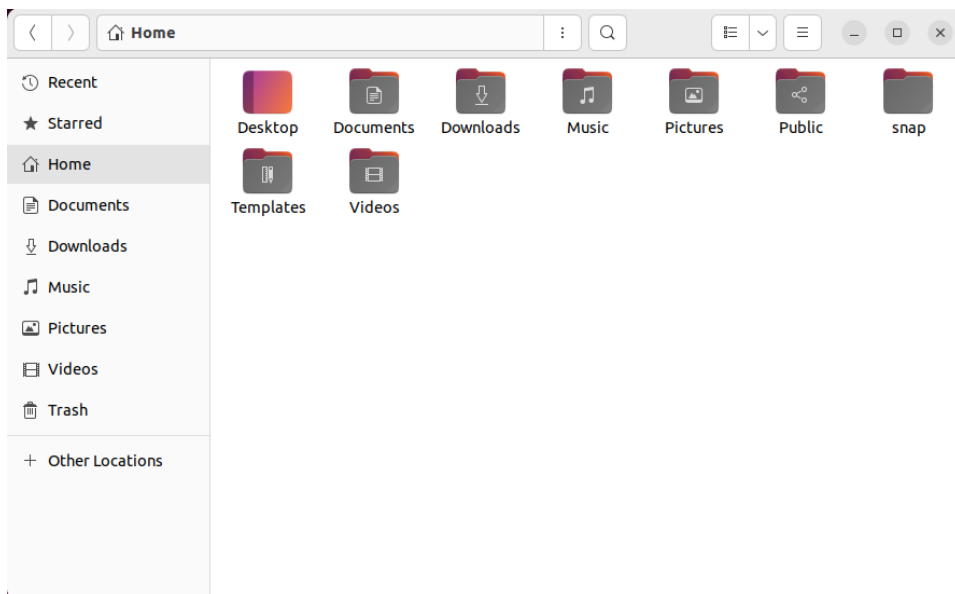 Home
Recent
Starred
Home
Documents
Downloads
Music
Pictures
Videos
Trash
Other Locations
Desktop Documents Downloads Music Pictures Public snap
Templates Videos